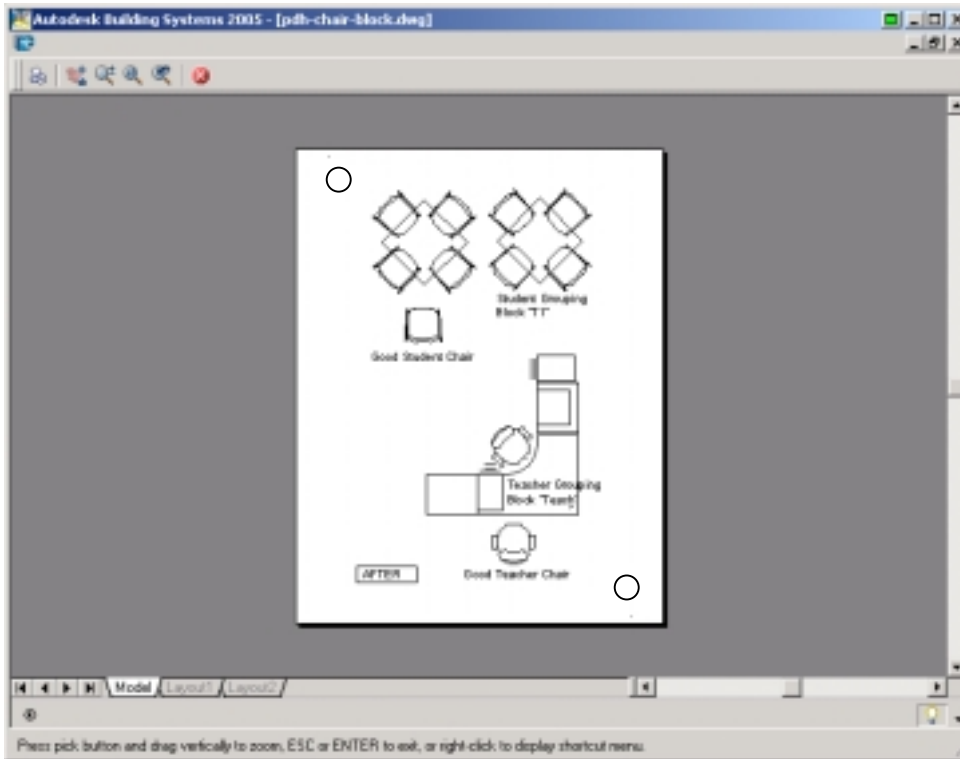 Autodesk Building Systems 2005 - [pdh-chair-block.dwg]
Student Grouping
Block "T1"
Good Student Chair
Teacher Grouping
Block "Teach"
AFTER
Good Teacher Chair
Model Layout1 Layout2
Press pick button and drag vertically to zoom, ESC or ENTER to exit, or right-click to display shortcut menu.